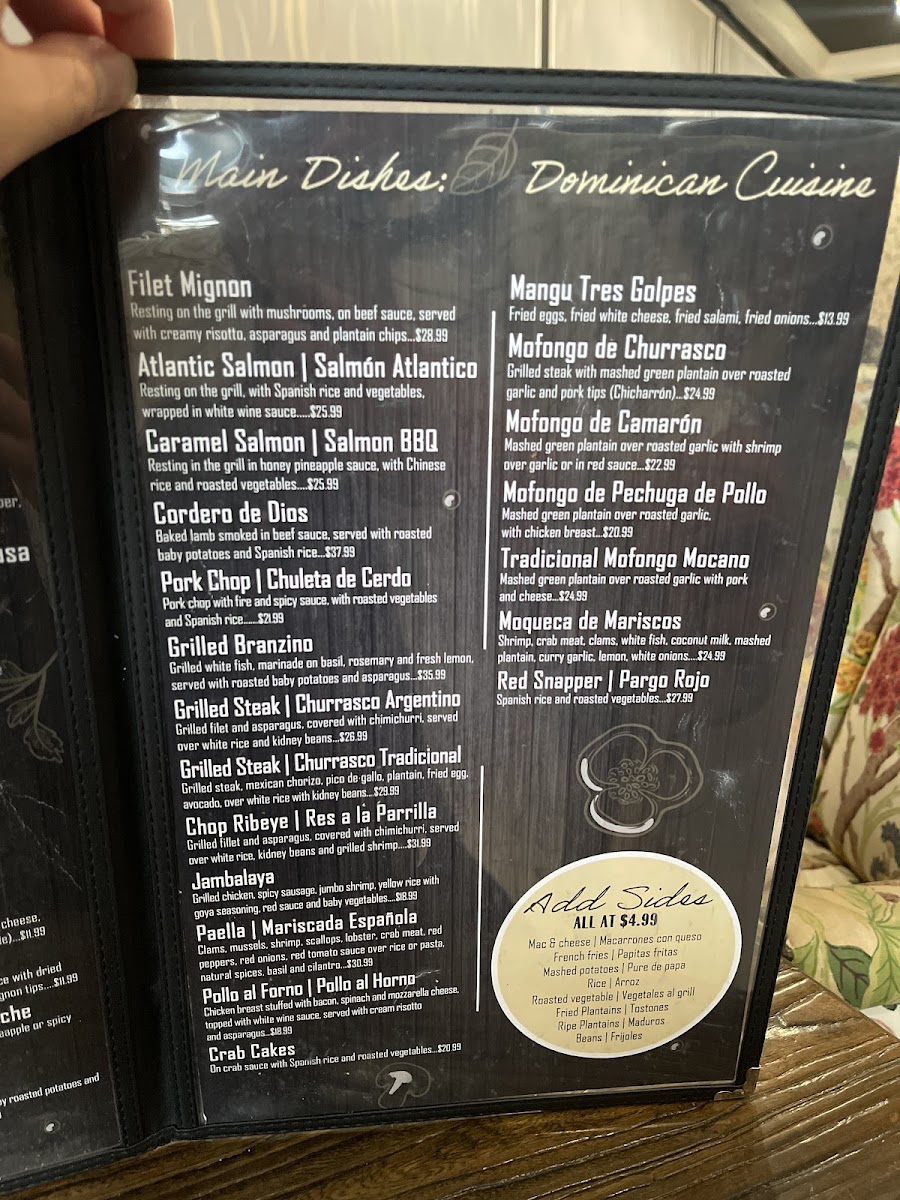 ber,
usa
cheese,
le)...$11.99
ce with dried
gnon tips....$11.99
che
eapple or spicy
y roasted potatoes and
Main Dishes:
Filet Mignon
Resting on the grill with mushrooms, on beef sauce, served
with creamy risotto, asparagus and plantain chips...$28.99
Atlantic Salmon | Salmón Atlantico
Resting on the grill, with Spanish rice and vegetables,
wrapped in white wine sauce.....$25.99
Caramel Salmon | Salmon BBQ
Resting in the grill in honey pineapple sauce, with Chinese
rice and roasted vegetables....$25.99
Cordero de Dios
Baked lamb smoked in beef sauce, served with roasted
baby potatoes and Spanish rice...$37.99
Pork Chop | Chuleta de Cerdo
Pork chop with fire and spicy sauce, with roasted vegetables
and Spanish rice......$21.99
Grilled Branzino
Grilled white fish, marinade on basil, rosemary and fresh lemon,
served with roasted baby potatoes and asparagus...$35.99
Grilled Steak | Churrasco Argentino
Grilled filet and asparagus, covered with chimichurri, served
over white rice and kidney beans...$26.99
Grilled Steak | Churrasco Tradicional
Grilled steak, mexican chorizo, pico de gallo, plantain, fried egg,
avocado, over white rice with kidney beans...$29.99
Chop Ribeye | Res a la Parrilla
Grilled fillet and asparagus, covered with chimichurri, served
over white rice, kidney beans and grilled shrimp....$31.99
Jambalaya
Grilled chicken, spicy sausage, jumbo shrimp, yellow rice with
goya seasoning, red sauce and baby vegetables....$18.99
Paella | Mariscada Española
Clams, mussels, shrimp, scallops, lobster, crab meat, red
peppers, red onions, red tomato sauce over rice or pasta,
natural spices, basil and cilantro...$30.99
Pollo al Forno | Pollo al Horno
Chicken breast stuffed with bacon, spinach and mozzarella cheese,
topped with white wine sauce, served with cream risotto
and asparagus...$18.99
Crab Cakes
On crab sauce with Spanish rice and roasted vegetables...$20.99
Dominican Cuisine
Mangu Tres Golpes
Fried eggs, fried white cheese, fried salami, fried onions...$13.99
Mofongo de Churrasco
Grilled steak with mashed green plantain over roasted
garlic and pork tips (Chicharrón)...$24.99
Mofongo de Camarón
Mashed green plantain over roasted garlic with shrimp
over garlic or in red sauce...$22.99
Mofongo de Pechuga de Pollo
Mashed green plantain over roasted garlic,
with chicken breast...$20.99
Tradicional Mofongo Mocano
Mashed green plantain over roasted garlic with pork
and cheese...$24.99
Moqueca de Mariscos
Shrimp, crab meat, clams, white fish, coconut milk, mashed
plantain, curry garlic, lemon, white onions....$24.99
Red Snapper | Pargo Rojo
Spanish rice and roasted vegetables...$27.99
Add Sides
ALL AT $4.99
Mac & cheese | Macarrones con queso
French fries | Papitas fritas
Mashed potatoes | Pure de papa
Rice | Arroz
Roasted vegetable | Vegetales al grill
Fried Plantains | Tostones
Ripe Plantains | Maduros
Beans | Frijoles